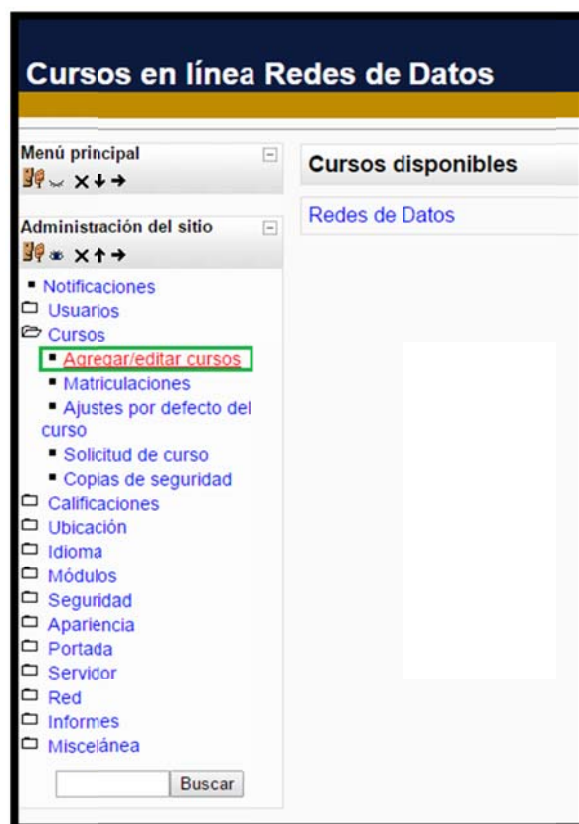 Cursos en línea Redes de Datos
Menú principal
Administración del sitio
Notificaciones
Usuarios
Cursos
Agregar/editar cursos
Matriculaciones
Ajustes por defecto del
curso
Solicitud de curso
Copias de seguridad
Calificaciones
Ubicación
Idioma
Módulos
Seguridad
Apariencia
Portada
Servidor
Red
Informes
Miscelánea
Buscar
Cursos disponibles
Redes de Datos